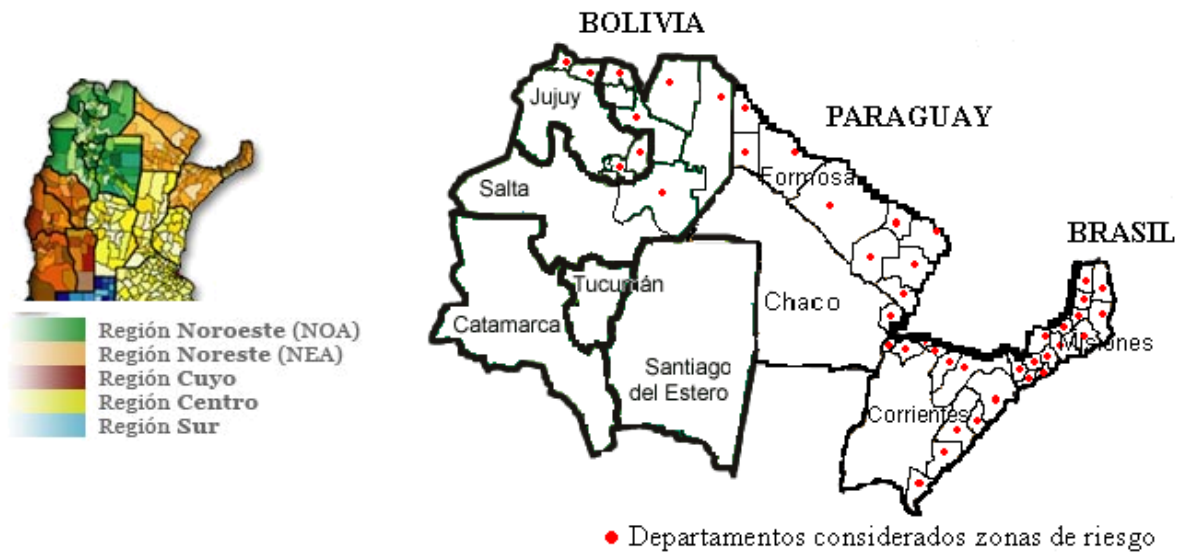 BOLIVIA
Jujuy
PARAGUAY
Salta
Formosa
BRASIL
Tucumán
Chaco
Catamarca
Misiones
Santiago
del Estero
Corrientes
Región Noroeste (NOA)
Región Noreste (NEA)
Región Cuyo
Región Centro
Región Sur
Departamentos considerados zonas de riesgo